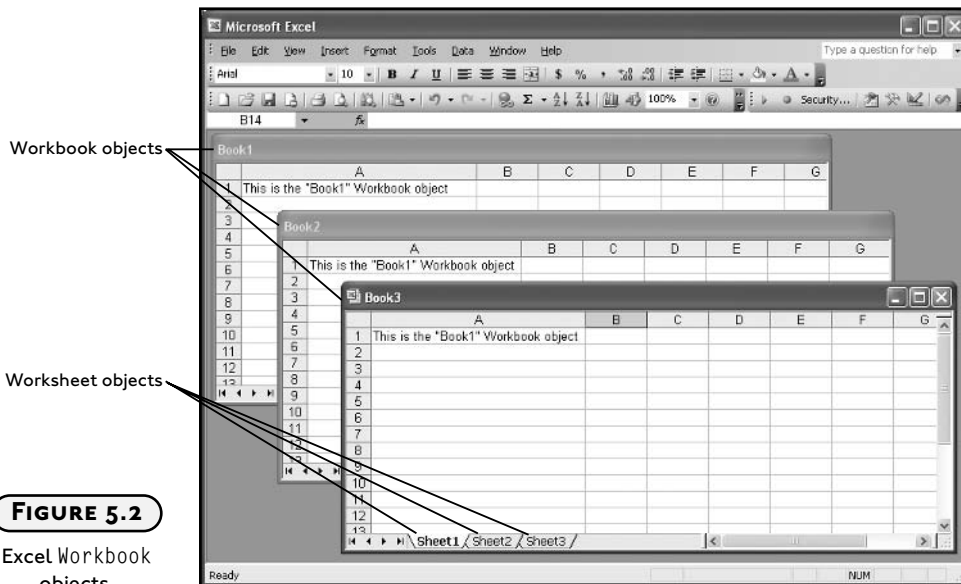 Microsoft Excel
File Edit View Insert Format Tools Data Window Help
Type a question for help
Arial 10 B I U $ % ,
Σ 100% Security...
B14 fx
Workbook objects
Book1
A B C D E F G
1 This is the "Book1" Workbook object
2
3
4
5
6
7
8
9
10
11
12
13
Book2
A B C D E F G
1 This is the "Book1" Workbook object
2
3
4
5
6
7
8
9
10
11
12
13
Book3
A B C D E F G
1 This is the "Book1" Workbook object
2
3
4
5
6
7
8
9
10
11
12
13
Worksheet objects
Sheet1 Sheet2 Sheet3
Ready NUM
FIGURE 5.2
Excel Workbook
objects